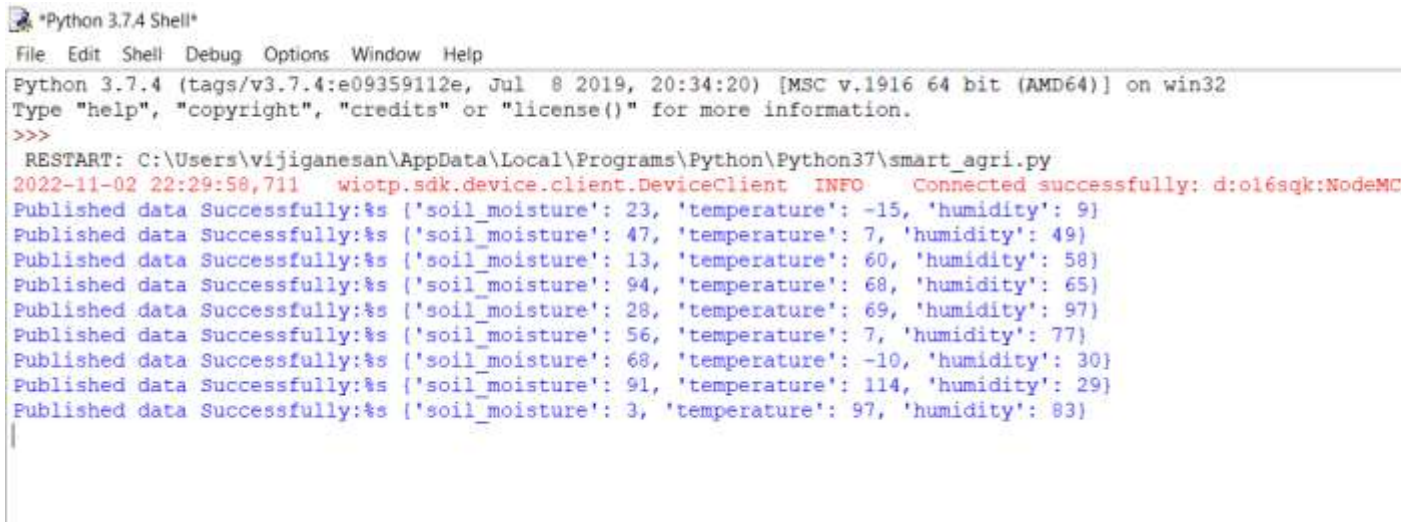 *Python 3.7.4 Shell*
File Edit Shell Debug Options Window Help
Python 3.7.4 (tags/v3.7.4:e09359112e, Jul  8 2019, 20:34:20) [MSC v.1916 64 bit (AMD64)] on win32
Type "help", "copyright", "credits" or "license()" for more information.
>>>
 RESTART: C:\Users\vijiganesan\AppData\Local\Programs\Python\Python37\smart_agri.py
2022-11-02 22:29:58,711   wiotp.sdk.device.client.DeviceClient  INFO    Connected successfully: d:o16sqk:NodeMC
Published data Successfully:%s {'soil_moisture': 23, 'temperature': -15, 'humidity': 9}
Published data Successfully:%s {'soil_moisture': 47, 'temperature': 7, 'humidity': 49}
Published data Successfully:%s {'soil_moisture': 13, 'temperature': 60, 'humidity': 58}
Published data Successfully:%s {'soil_moisture': 94, 'temperature': 68, 'humidity': 65}
Published data Successfully:%s {'soil_moisture': 28, 'temperature': 69, 'humidity': 97}
Published data Successfully:%s {'soil_moisture': 56, 'temperature': 7, 'humidity': 77}
Published data Successfully:%s {'soil_moisture': 68, 'temperature': -10, 'humidity': 30}
Published data Successfully:%s {'soil_moisture': 91, 'temperature': 114, 'humidity': 29}
Published data Successfully:%s {'soil_moisture': 3, 'temperature': 97, 'humidity': 83}